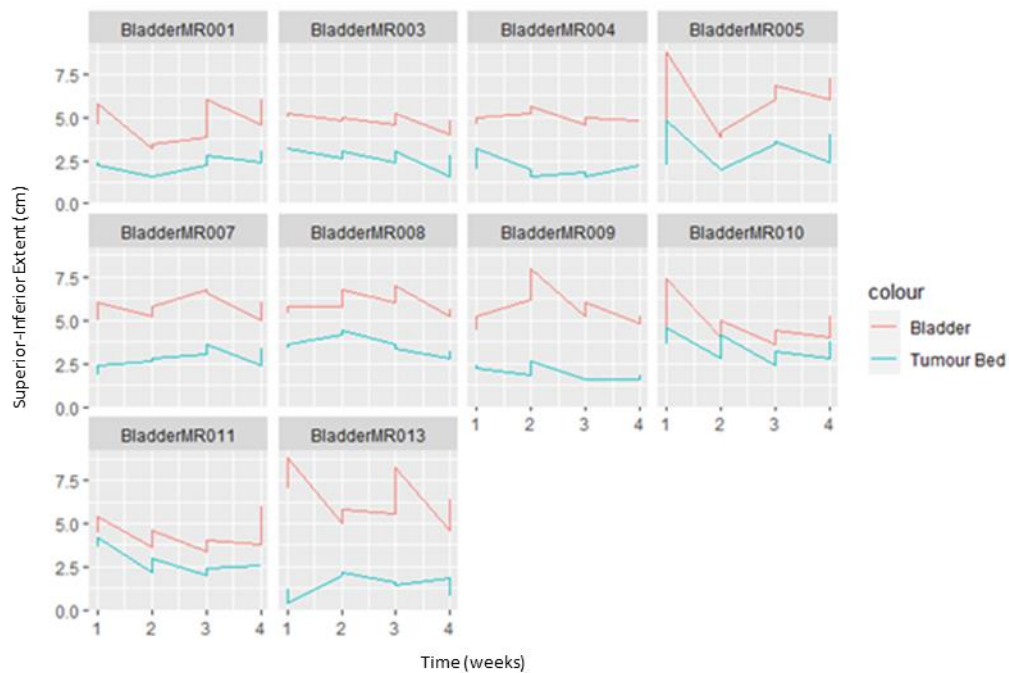 BladderMR001 BladderMR003 BladderMR004 BladderMR005
7.5
5.0
2.5
0.0
BladderMR007 BladderMR008 BladderMR009 BladderMR010
7.5
5.0
2.5
0.0
1 2 3 4 1 2 3 4
BladderMR011 BladderMR013
7.5
5.0
2.5
0.0
1 2 3 4 1 2 3 4
Superior-Inferior Extent (cm)
Time (weeks)
colour
Bladder
Tumour Bed